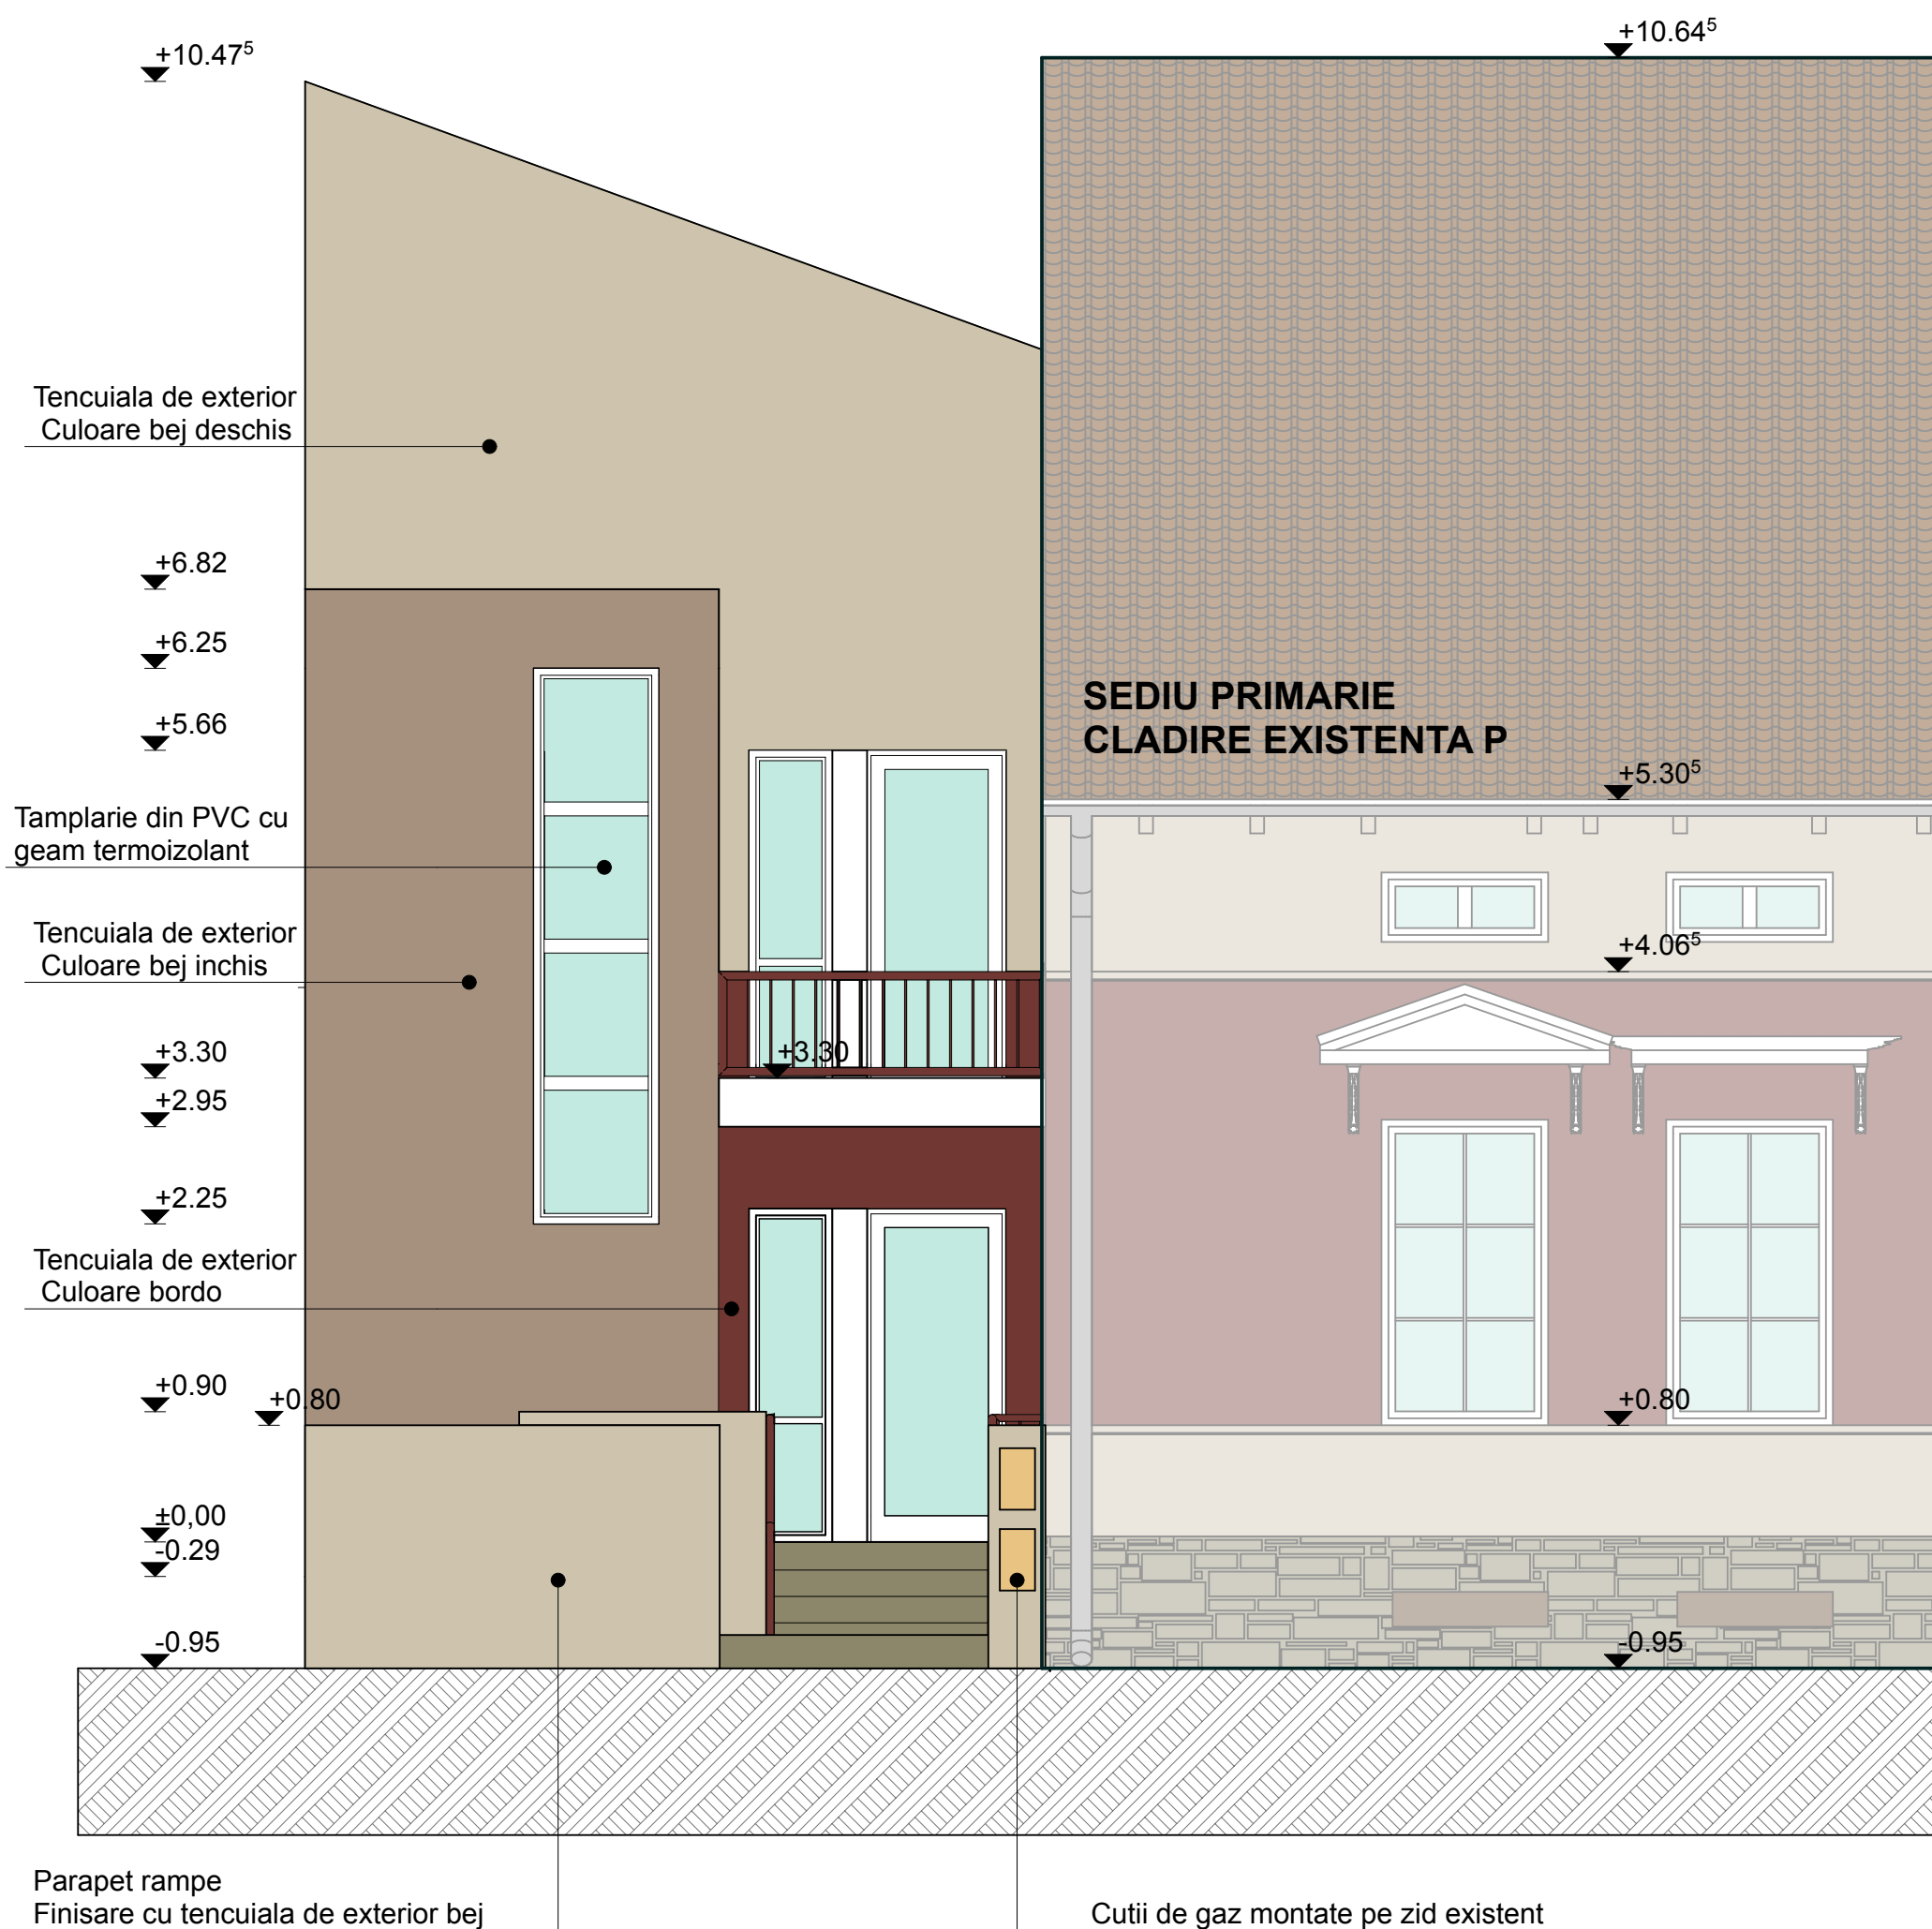 +10.64⁵
+10.47⁵
Tencuiala de exterior
Culoare bej deschis
+6.82
+6.25
SEDIU PRIMARIE
+5.66
CLADIRE EXISTENTA P
+5.30⁵
Tamplarie din PVC cu
geam termoizolant
Tencuiala de exterior
+4.06⁵
Culoare bej inchis
+3.30
+3.30
+2.95
+2.25
Tencuiala de exterior
Culoare bordo
+0.90
+0.80
+0.80
±0,00
-0.29
-0.95
-0.95
Parapet rampe
Finisare cu tencuiala de exterior bej
Cutii de gaz montate pe zid existent